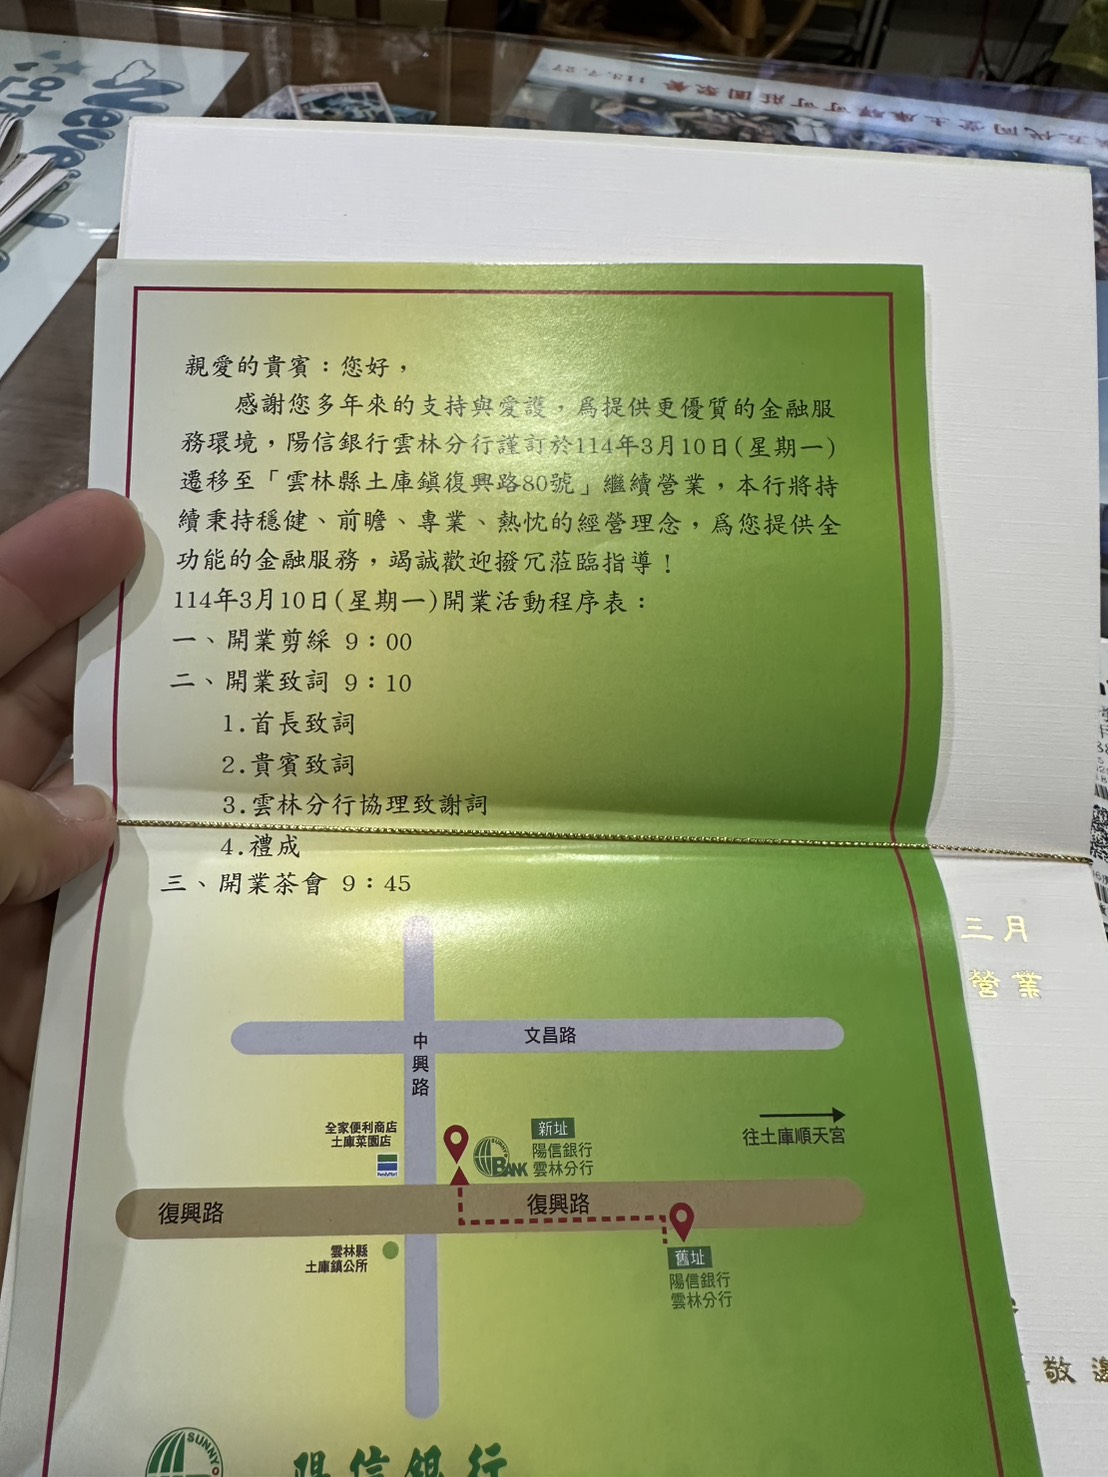 親愛的貴賓：您好，
感謝您多年來的支持與愛護，為提供更優質的金融服
務環境，陽信銀行雲林分行謹訂於114年3月10日(星期一)
遷移至「雲林縣土庫鎮復興路80號」繼續營業，本行將持
續秉持穩健、前瞻、專業、熱忱的經營理念，為您提供全
功能的金融服務，竭誠歡迎撥冗蒞臨指導！
114年3月10日(星期一)開業活動程序表：
一、開業剪綵 9：00
二、開業致詞 9：10
1.首長致詞
2.貴賓致詞
3.雲林分行協理致謝詞
4.禮成
三、開業茶會 9：45
三月
營業
中興路
文昌路
全家便利商店
土庫菜園店
FamilyMart
SUNNY
BANK
新址
陽信銀行
雲林分行
往土庫順天宮
復興路
復興路
雲林縣
土庫鎮公所
舊址
陽信銀行
雲林分行
敬邀
SUNNY
陽信銀行